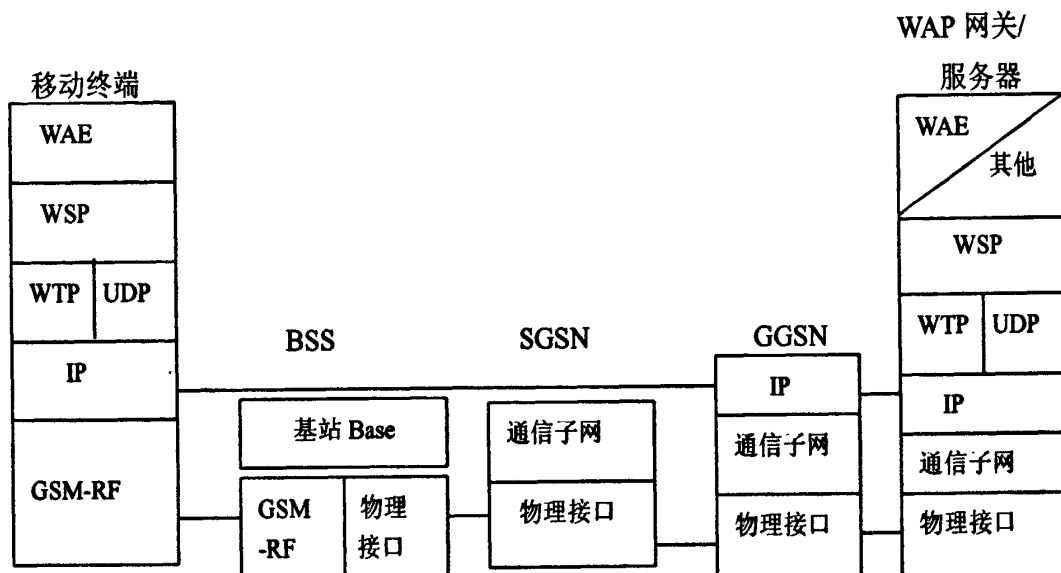 WAP 网关/
服务器
移动终端
WAE
WSP
WTP UDP
IP
GSM-RF
BSS
基站 Base
GSM
-RF
物理
接口
SGSN
通信子网
物理接口
GGSN
IP
通信子网
物理接口
WAE
其他
WSP
WTP UDP
IP
通信子网
物理接口